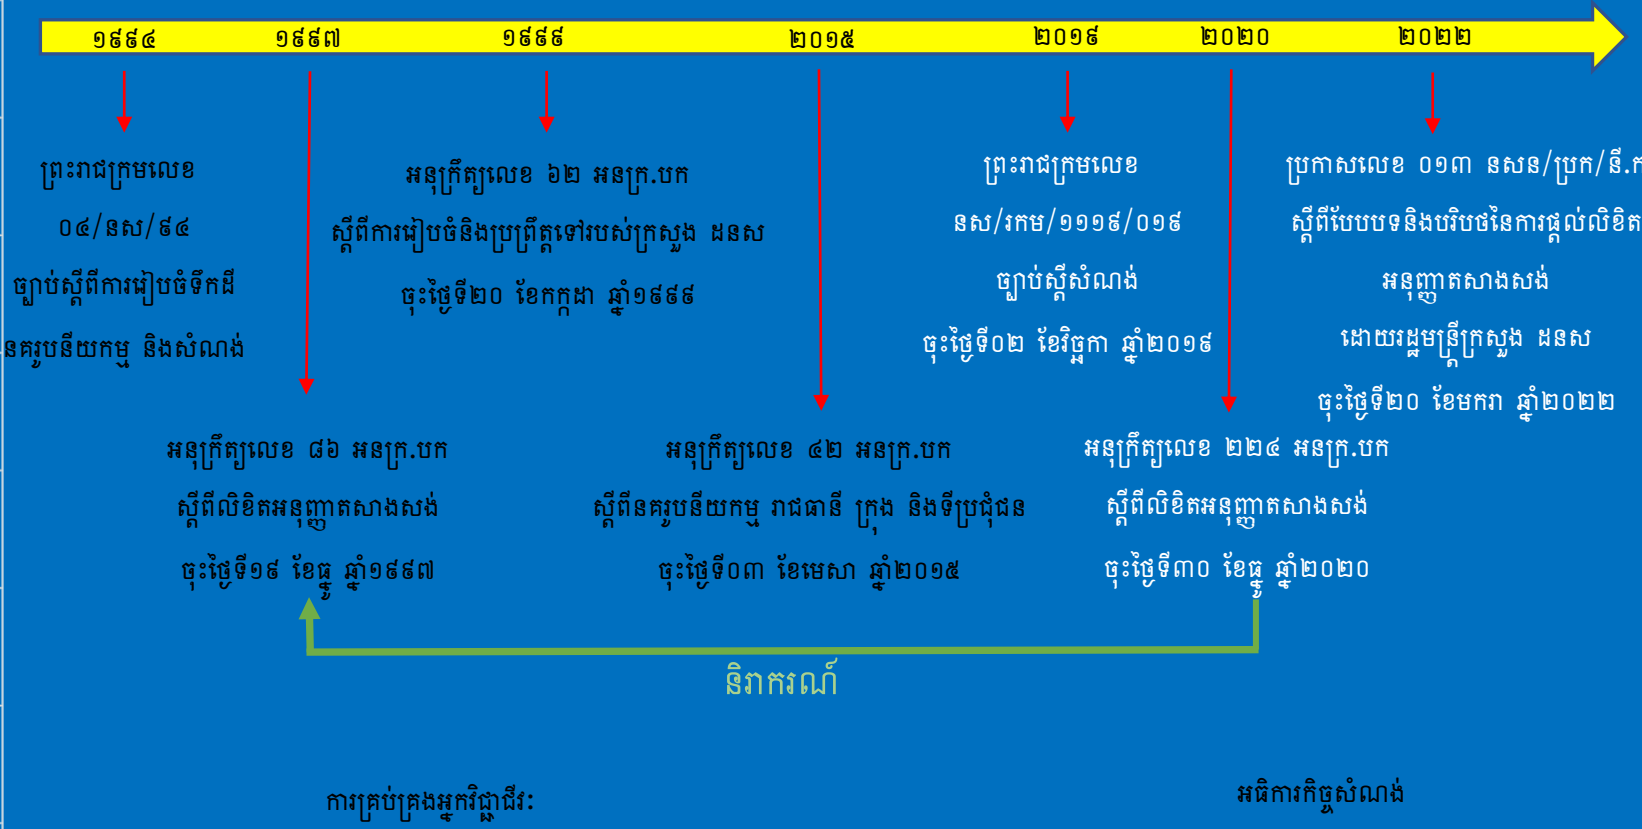 ១៩៩៤ ១៩៩៧ ១៩៩៩ ២០១៥ ២០១៩ ២០២០ ២០២២
ព្រះរាជក្រមលេខ
០៤/នស/៩៤
ច្បាប់ស្ដីពីការរៀបចំទឹកដី
នគរូបនីយកម្ម និងសំណង់
អនុក្រឹត្យលេខ ៨៦ អនក្រ.បក
ស្ដីពីលិខិតអនុញ្ញាតសាងសង់
ចុះថ្ងៃទី១៩ ខែធ្នូ ឆ្នាំ១៩៩៧
អនុក្រឹត្យលេខ ៦២ អនក្រ.បក
ស្ដីពីការរៀបចំនិងប្រព្រឹត្តទៅរបស់ក្រសួង ដនស
ចុះថ្ងៃទី២០ ខែកក្កដា ឆ្នាំ១៩៩៩
អនុក្រឹត្យលេខ ៤២ អនក្រ.បក
ស្ដីពីនគរូបនីយកម្ម រាជធានី ក្រុង និងទីប្រជុំជន
ចុះថ្ងៃទី០៣ ខែមេសា ឆ្នាំ២០១៥
ព្រះរាជក្រមលេខ
នស/រកម/១១១៩/០១៩
ច្បាប់ស្ដីសំណង់
ចុះថ្ងៃទី០២ ខែវិច្ឆកា ឆ្នាំ២០១៩
អនុក្រឹត្យលេខ ២២៤ អនក្រ.បក
ស្ដីពីលិខិតអនុញ្ញាតសាងសង់
ចុះថ្ងៃទី៣០ ខែធ្នូ ឆ្នាំ២០២០
ប្រកាសលេខ ០១៣ នសន/ប្រក/នី.ក
ស្ដីពីបែបបទនិងបរិបថនៃការផ្ដល់លិខិត
អនុញ្ញាតសាងសង់
ដោយរដ្ឋមន្ត្រីក្រសួង ដនស
ចុះថ្ងៃទី២០ ខែមករា ឆ្នាំ២០២២
និរាករណ៍
ការគ្រប់គ្រងអ្នកវិជ្ជាជីវៈ
អធិការកិច្ចសំណង់